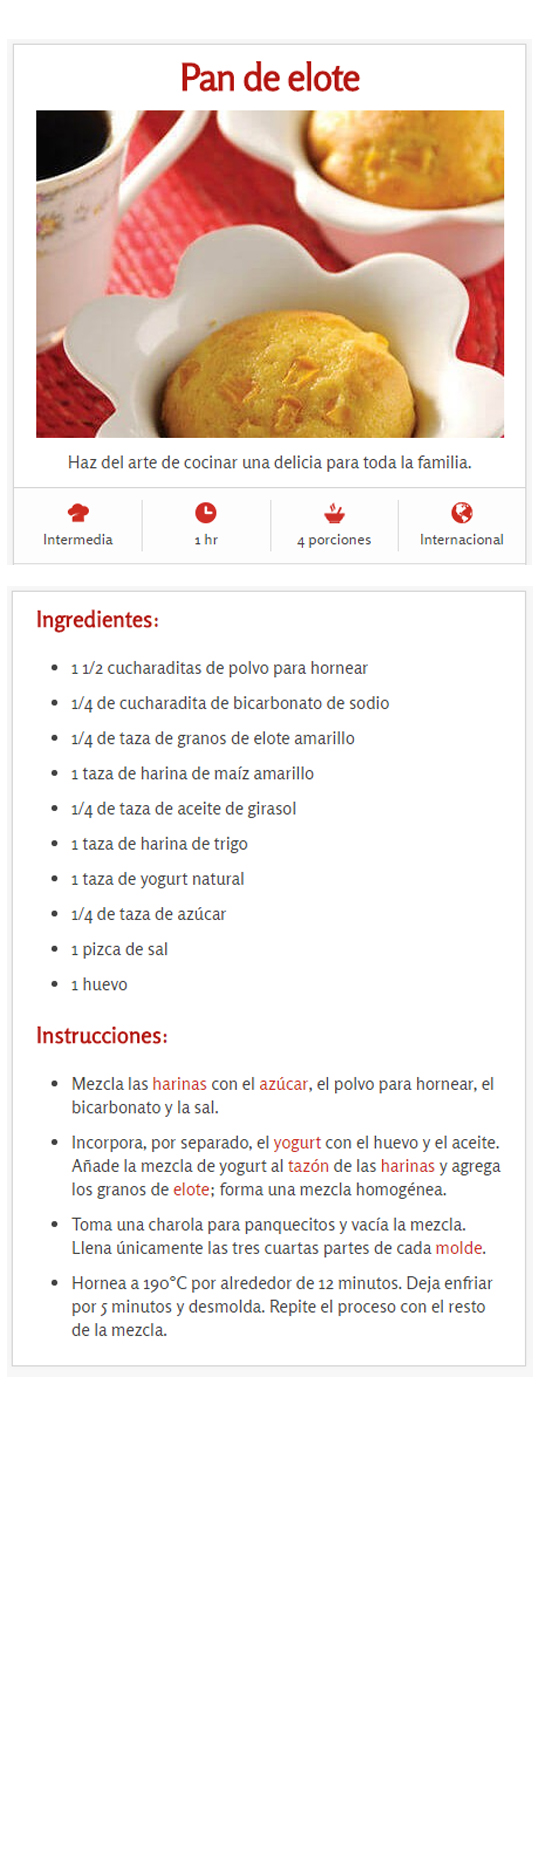 Pan de elote
Haz del arte de cocinar una delicia para toda la familia.
Intermedia
1 hr
4 porciones
Internacional
Ingredientes:
1 1/2 cucharaditas de polvo para hornear
1/4 de cucharadita de bicarbonato de sodio
1/4 de taza de granos de elote amarillo
1 taza de harina de maíz amarillo
1/4 de taza de aceite de girasol
1 taza de harina de trigo
1 taza de yogurt natural
1/4 de taza de azúcar
1 pizca de sal
1 huevo
Instrucciones:
Mezcla las harinas con el azúcar, el polvo para hornear, el
bicarbonato y la sal.
Incorpora, por separado, el yogurt con el huevo y el aceite.
Añade la mezcla de yogurt al tazón de las harinas y agrega
los granos de elote; forma una mezcla homogénea.
Toma una charola para panquecitos y vacía la mezcla.
Llena únicamente las tres cuartas partes de cada molde.
Hornea a 190°C por alrededor de 12 minutos. Deja enfriar
por 5 minutos y desmolda. Repite el proceso con el resto
de la mezcla.